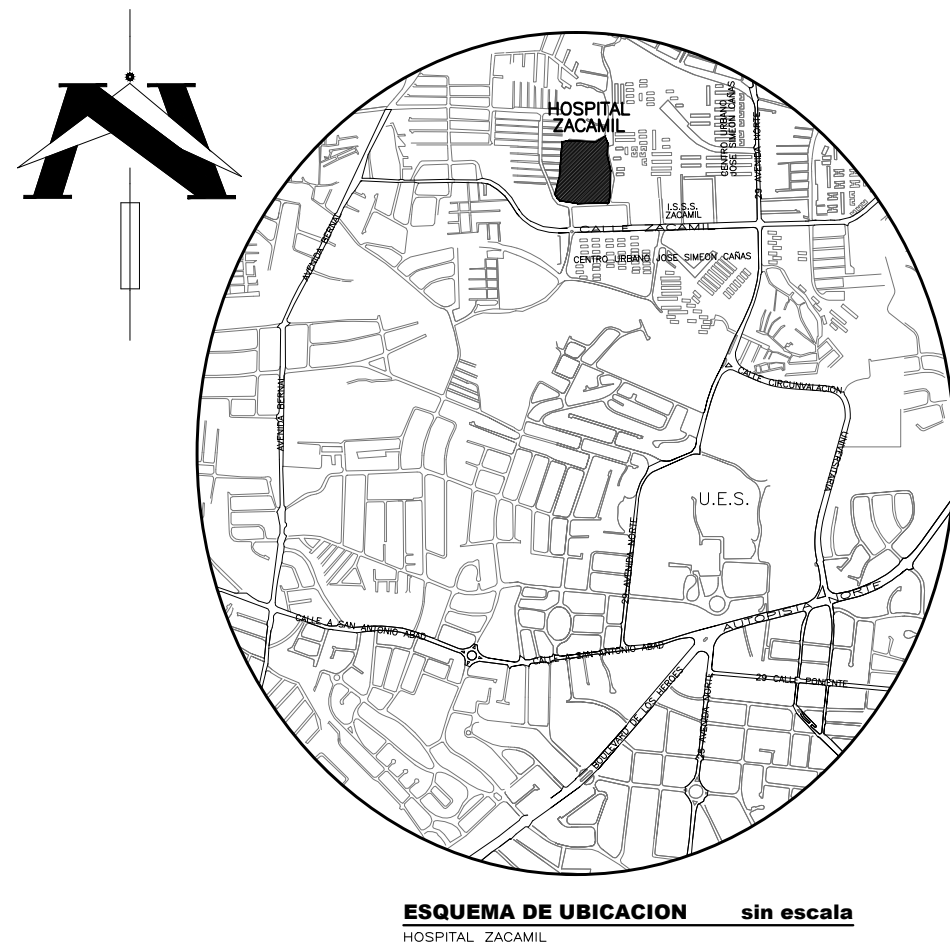 N
HOSPITAL
ZACAMIL
CENTRO URBANO
JOSE SIMEON CAÑAS
29 AVENIDA NORTE
I.S.S.S.
ZACAMIL
CALLE ZACAMIL
CENTRO URBANO JOSE SIMEON CAÑAS
AVENIDA BERNAL
AVENIDA BERNAL
CALLE CIRCUNVALACION
UNIVERSITARIA
U.E.S.
29 AVENIDA NORTE
AUTOPISTA NORTE
CALLE A SAN ANTONIO ABAD
CALLE A SAN ANTONIO ABAD
29 CALLE PONIENTE
BOULEVARD DE LOS HEROES
25 AVENIDA NORTE
ESQUEMA DE UBICACION sin escala
HOSPITAL ZACAMIL